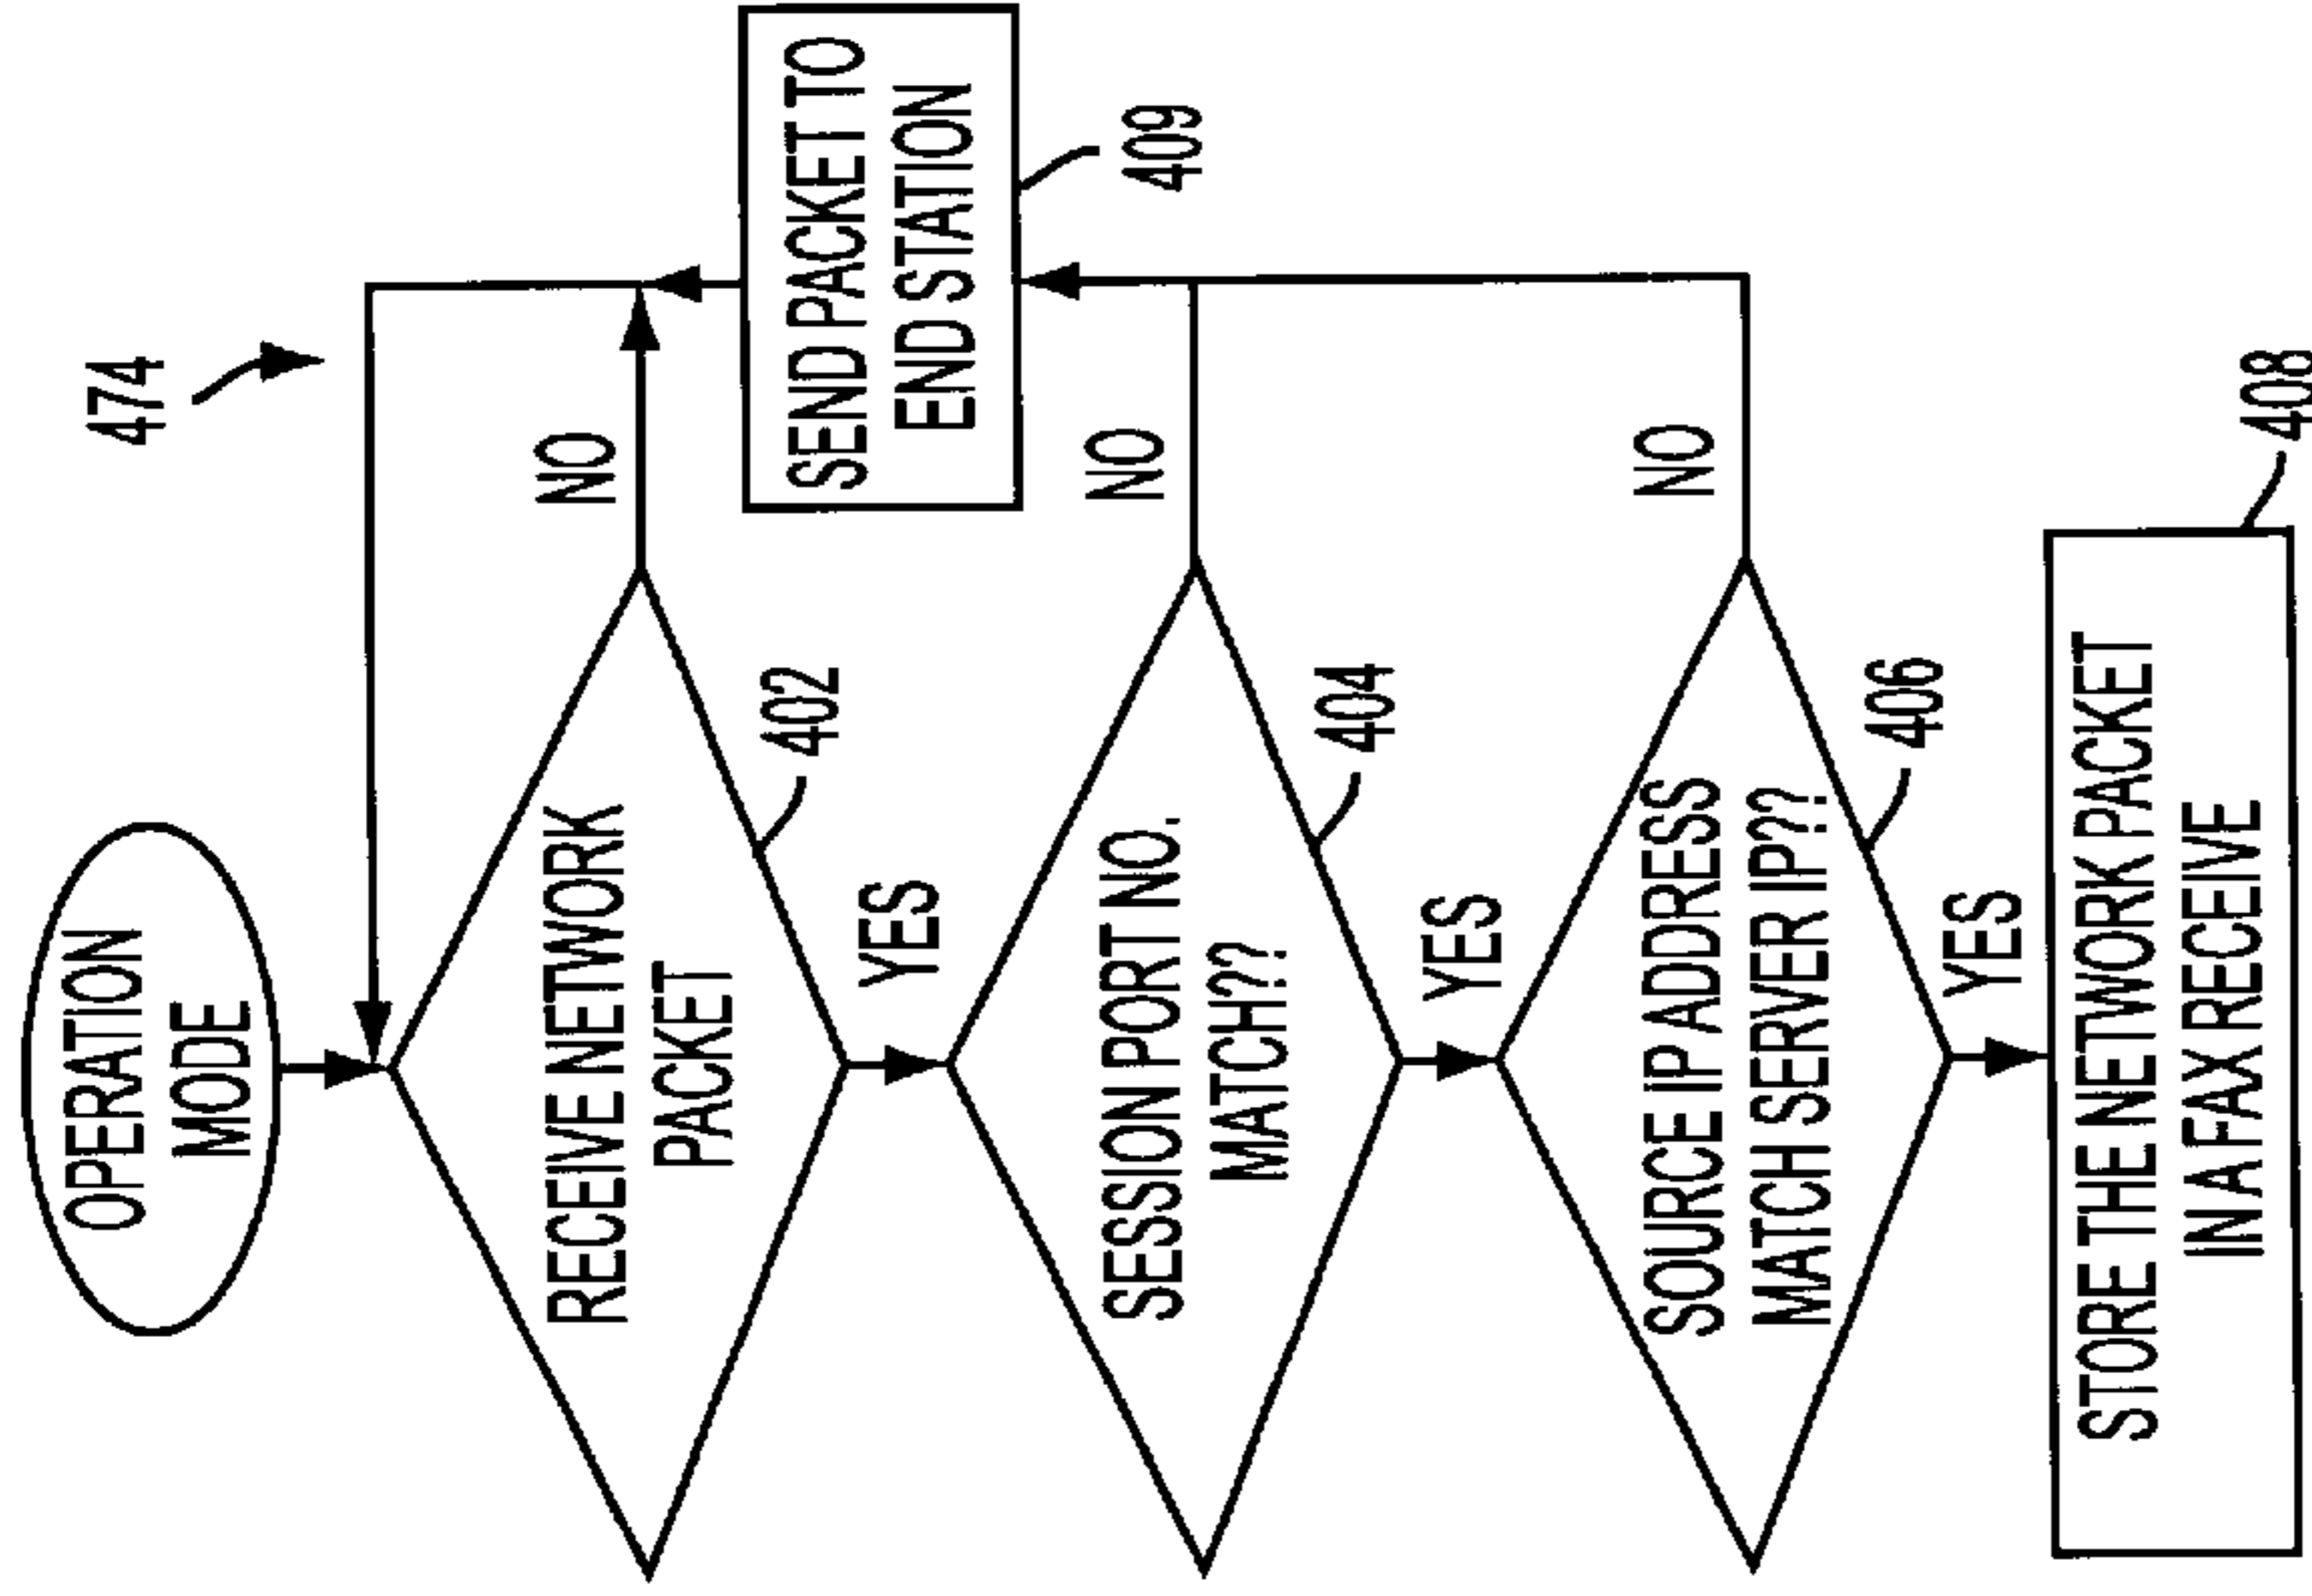 474
OPERATION
MODE
RECEIVE NETWORK
PACKET
NO
402
YES
SEND PACKET TO
END STATION
409
SESSION PORT NO.
MATCH??
NO
404
YES
SOURCE IP ADDRESS
MATCH SERVER IP??
NO
406
YES
STORE THE NETWORK PACKET
IN A FAX RECEIVE
408